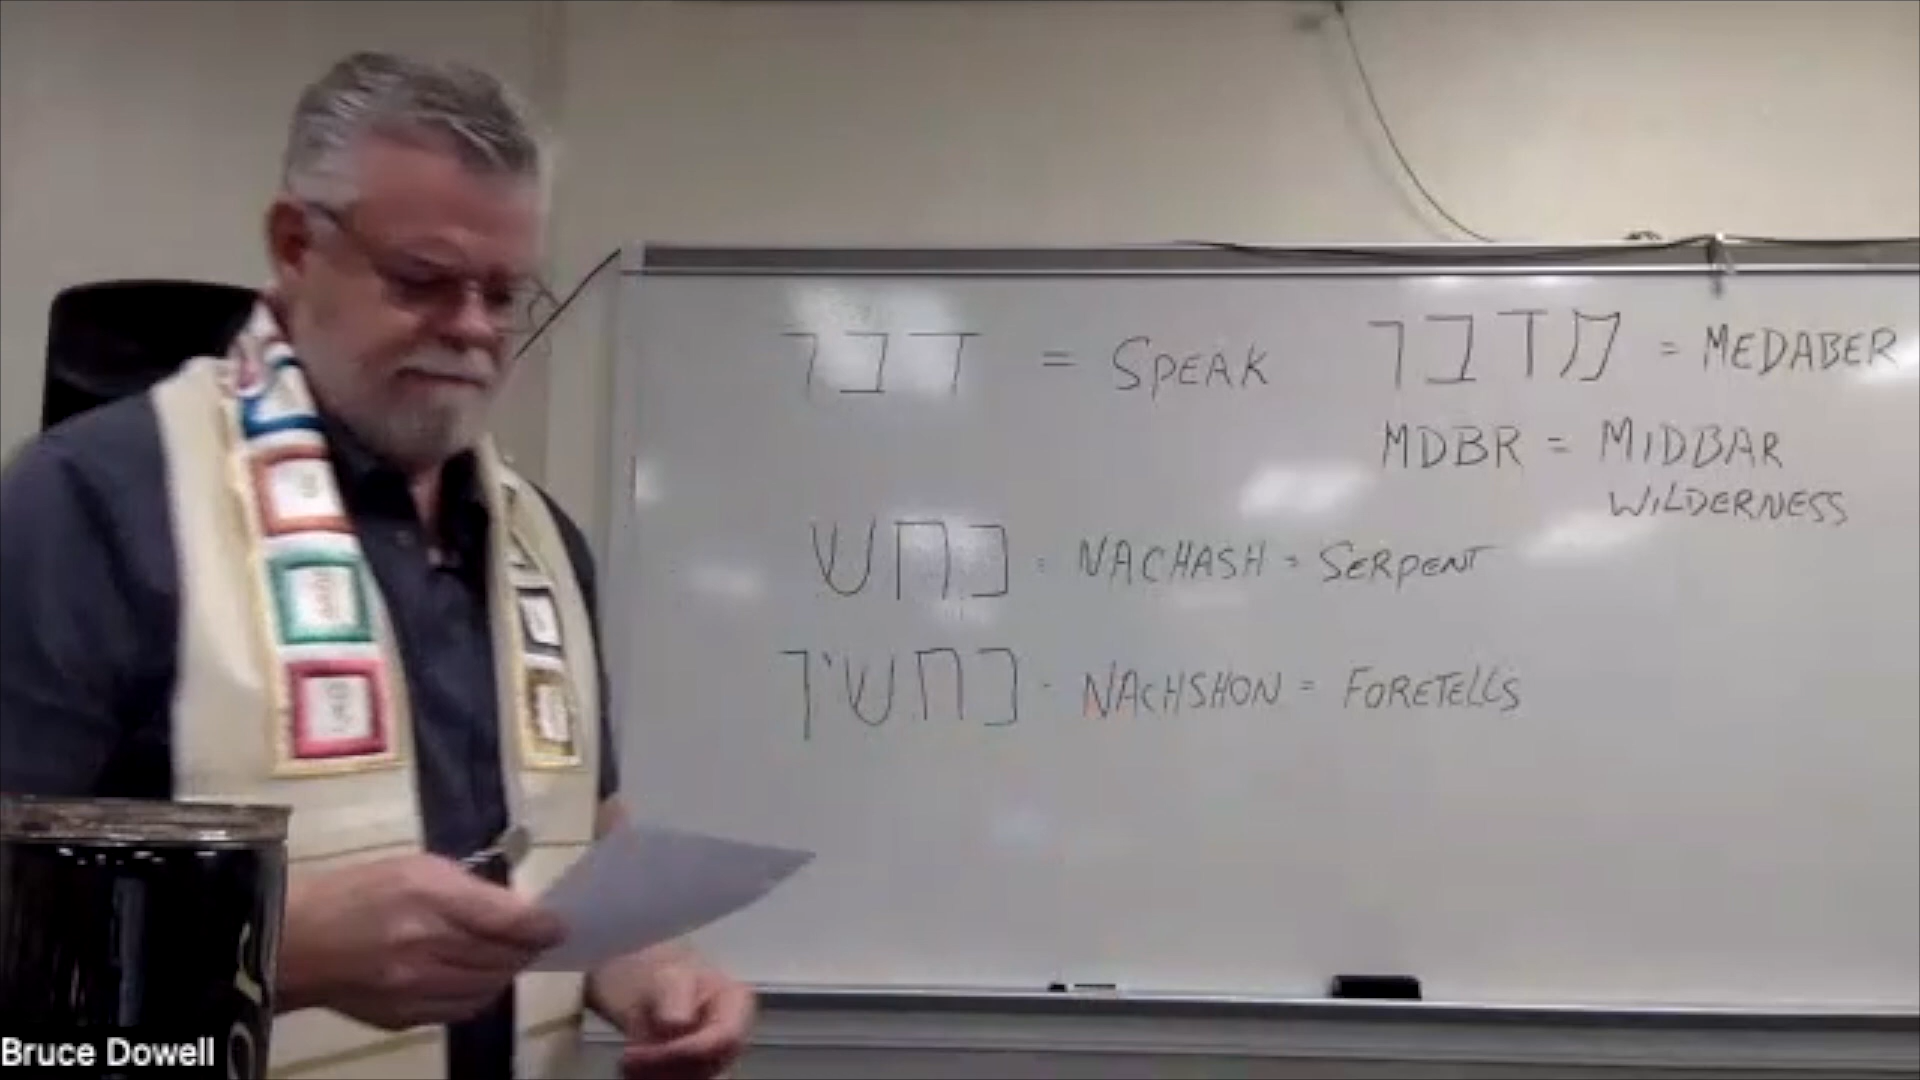 דבר = SPEAK
מדבר = MEDABER
MDBR = MIDBAR
WILDERNESS
נחש = NACHASH = SERPENT
נחשון - NACHSHON = FORETELLS
Bruce Dowell